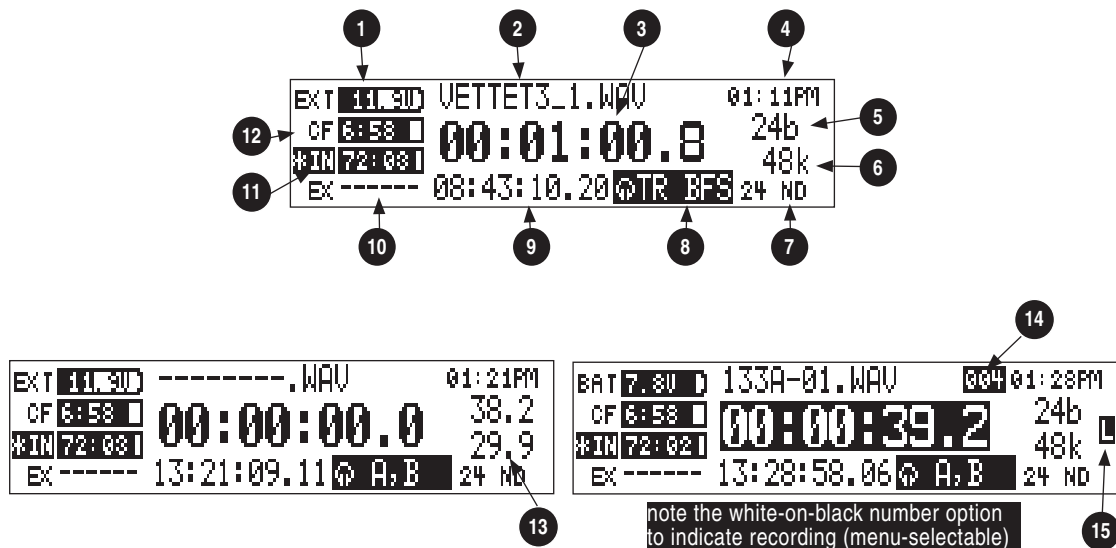 1 2 3 4
EXT 11.9V VETTET3_1.WAV 01:11PM
CF 6:58 00:01:00.8 24b
*IN 72:03 48k
EX ------ 08:43:10.20 TR BFS 24 ND
12 11 5 6
10 9 8 7
14
EXT 11.9V --------.WAV 01:21PM
CF 6:58 00:00:00.0 38.2
*IN 72:03 29.9
EX ------ 13:21:09.11 A,B 24 ND
13
BAT 7.8V 133A-01.WAV 004 01:28PM
CF 6:58 00:00:39.2 24b
*IN 72:02 48k L
EX ------ 13:28:58.06 A,B 24 ND
note the white-on-black number option
to indicate recording (menu-selectable)
15